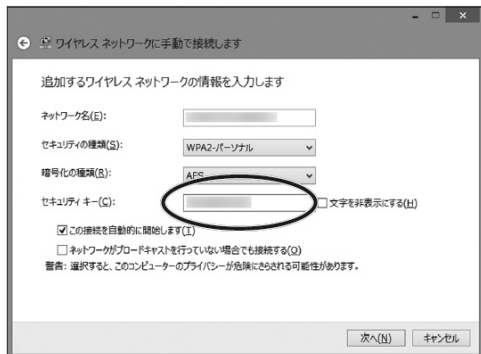 ワイヤレス ネットワークに手動で接続します
追加するワイヤレス ネットワークの情報を入力します
ネットワーク名(E):
セキュリティの種類(S): WPA2-パーソナル
暗号化の種類(R): AES
セキュリティ キー(C): 文字を非表示にする(H)
この接続を自動的に開始します(T)
ネットワークがブロードキャストを行っていない場合でも接続する(O)
警告: 選択すると、このコンピューターのプライバシーが危険にさらされる可能性があります。
次へ(N) キャンセル